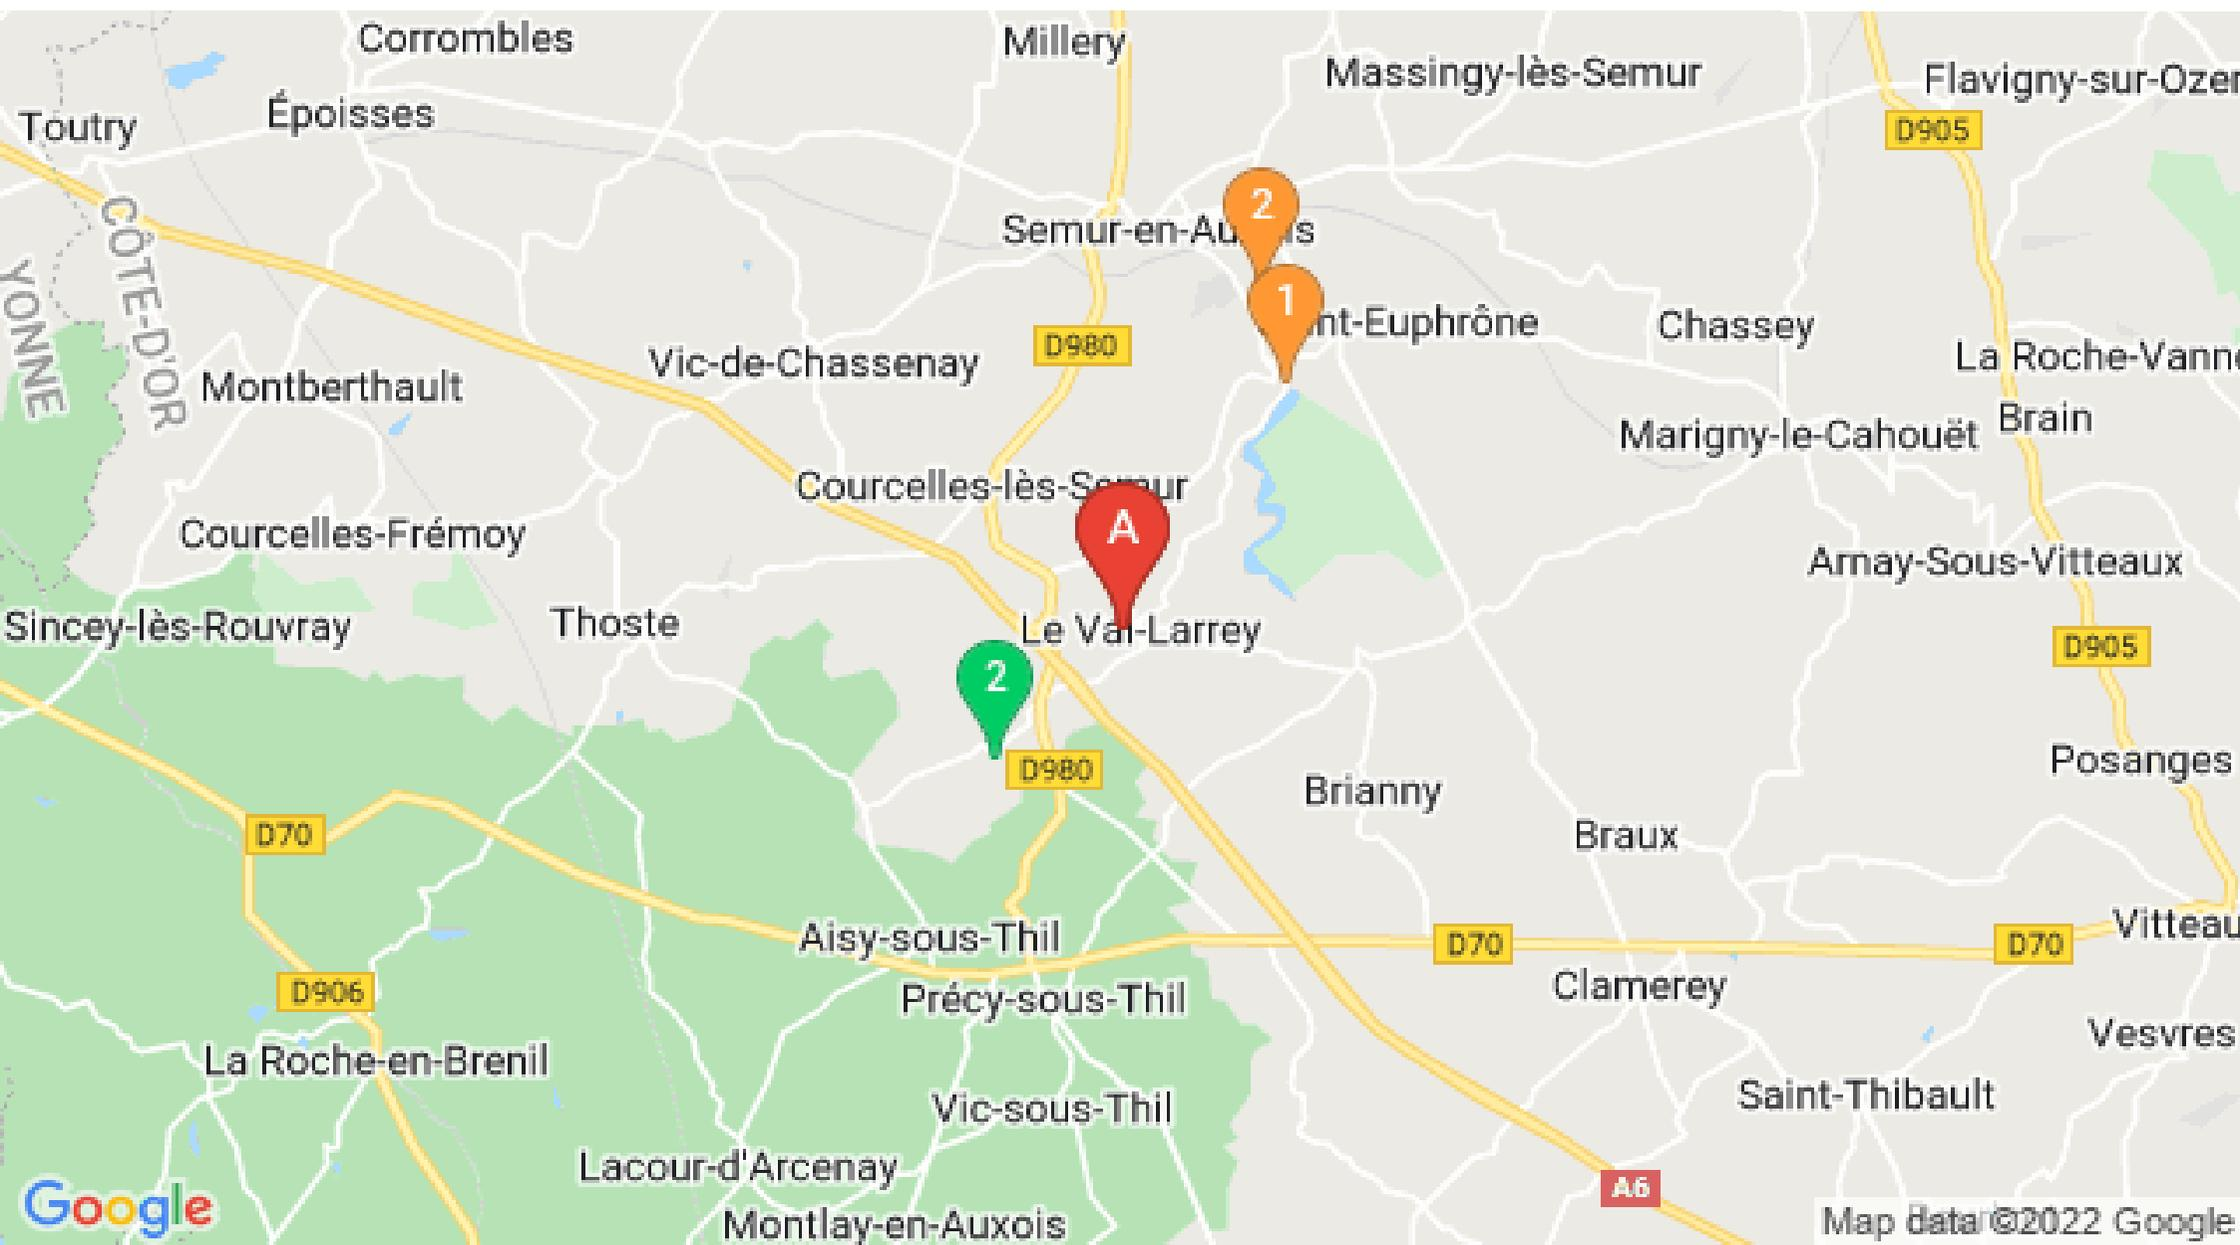 Corrombles
Millery
Massingy-lès-Semur
Flavigny-sur-Ozer
Époisses
Toutry
D905
CÔTE-D'OR
YONNE
2
Semur-en-Au is
1
nt-Euphrône
Chassey
D980
Vic-de-Chassenay
La Roche-Vanne
Montberthault
Brain
Marigny-le-Cahouët
Courcelles-lès-Semur
A
Courcelles-Frémoy
Arnay-Sous-Vitteaux
Sincey-lès-Rouvray
Thoste
Le Val-Larrey
D905
2
D980
Posanges
Brianny
D70
Braux
Vitteau
Aisy-sous-Thil
D70
D70
D906
Précy-sous-Thil
Clamerey
Vesvres
La Roche-en-Brenil
Saint-Thibault
Vic-sous-Thil
Lacour-d'Arcenay
A6
Google
Montlay-en-Auxois
Map data ©2022 Google